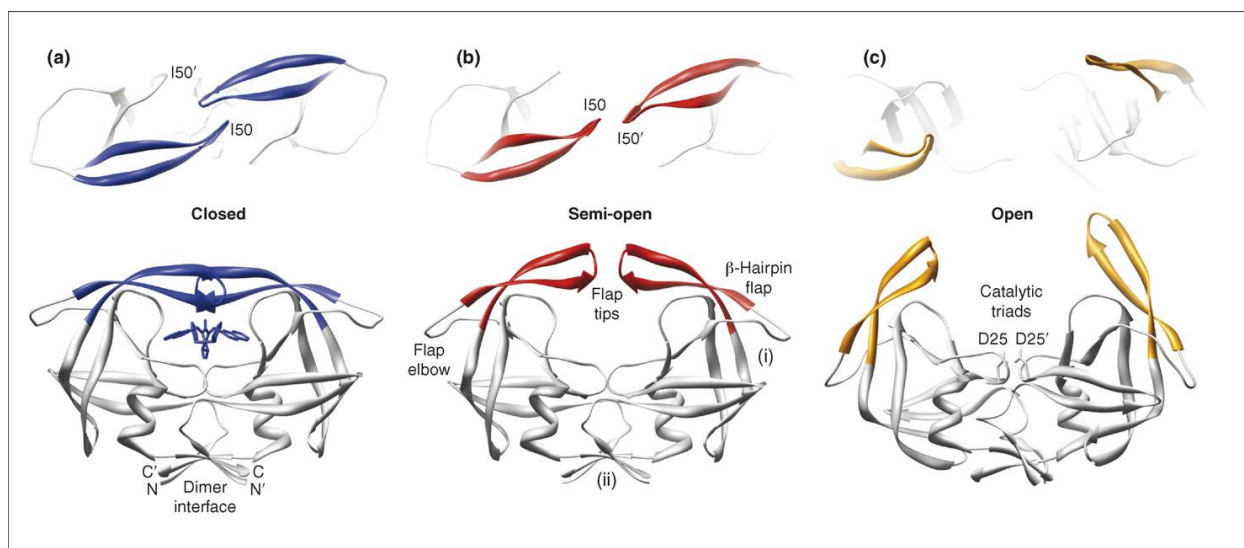 (a)
I50′
I50
Closed
Flap
elbow
C′ C
N N′
Dimer
interface
(b)
I50
I50′
Semi-open
Flap
tips
β-Hairpin
flap
(i)
(ii)
(c)
Open
Catalytic
triads
D25 D25′